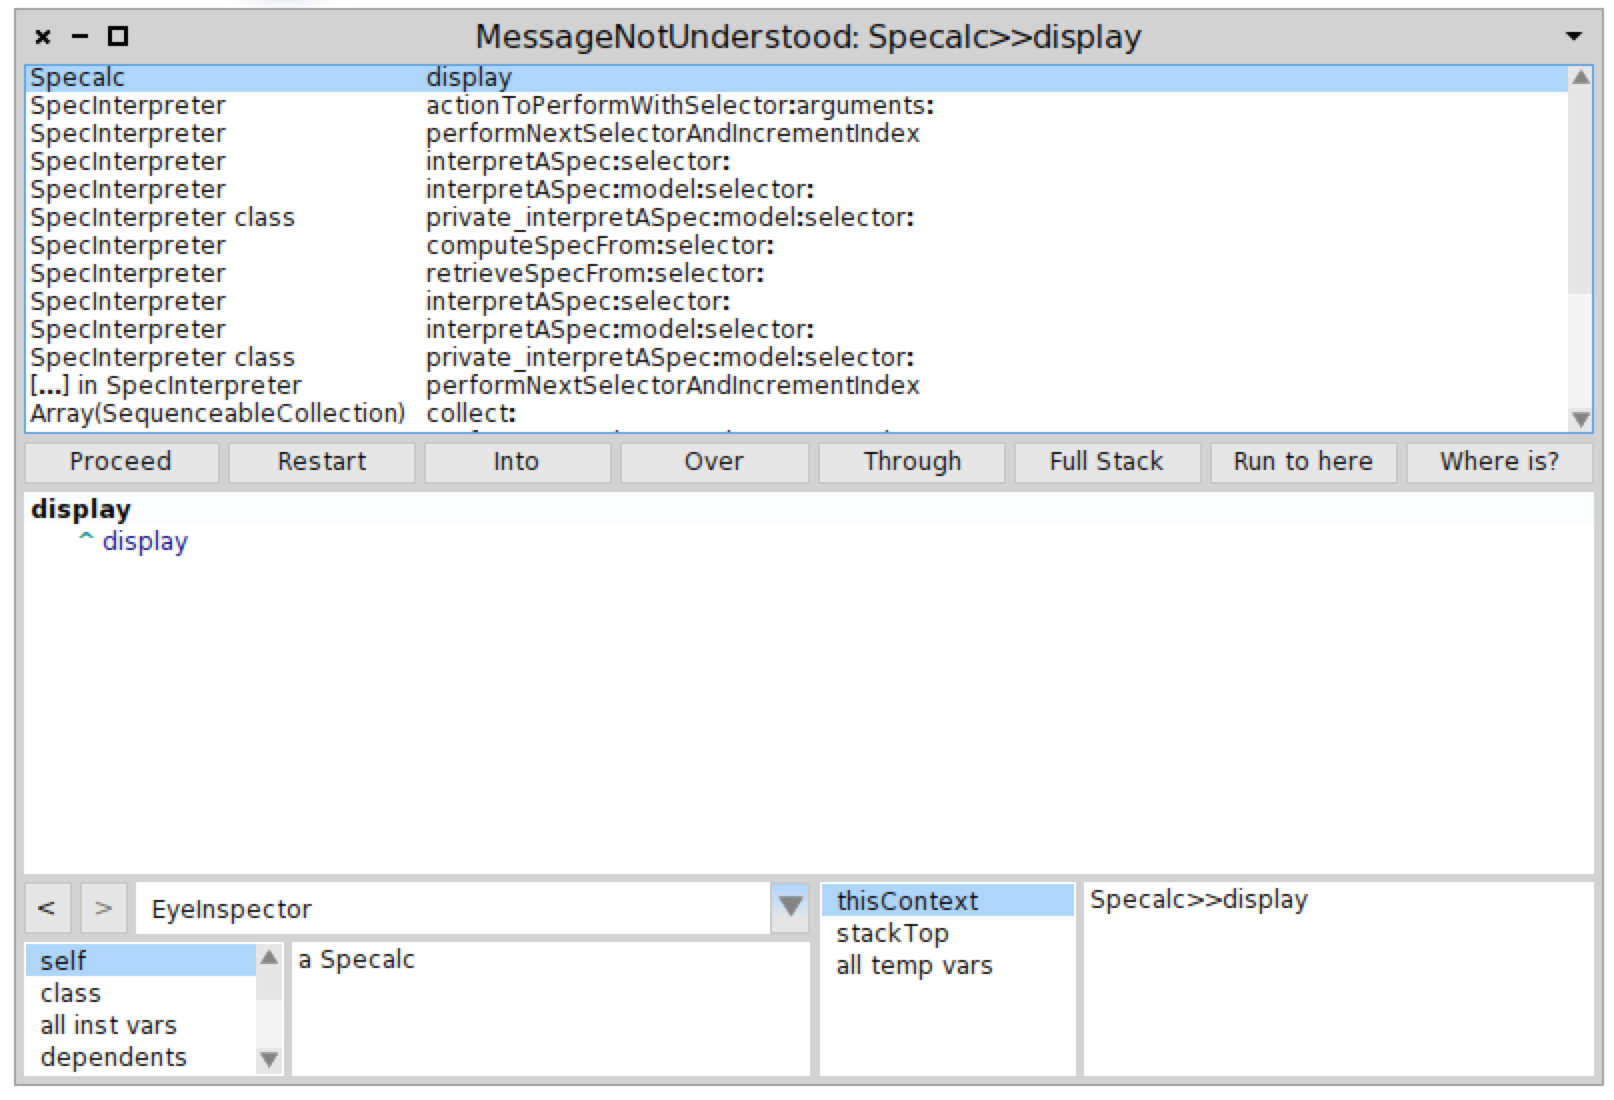 MessageNotUnderstood: Specalc>>display
Specalc display
SpecInterpreter actionToPerformWithSelector:arguments:
SpecInterpreter performNextSelectorAndIncrementIndex
SpecInterpreter interpretASpec:selector:
SpecInterpreter interpretASpec:model:selector:
SpecInterpreter class private_interpretASpec:model:selector:
SpecInterpreter computeSpecFrom:selector:
SpecInterpreter retrieveSpecFrom:selector:
SpecInterpreter interpretASpec:selector:
SpecInterpreter interpretASpec:model:selector:
SpecInterpreter class private_interpretASpec:model:selector:
[...] in SpecInterpreter performNextSelectorAndIncrementIndex
Array(SequenceableCollection) collect:
Proceed Restart Into Over Through Full Stack Run to here Where is?
display
^ display
< > EyeInspector
self
class
all inst vars
dependents
a Specalc
thisContext
stackTop
all temp vars
Specalc>>display